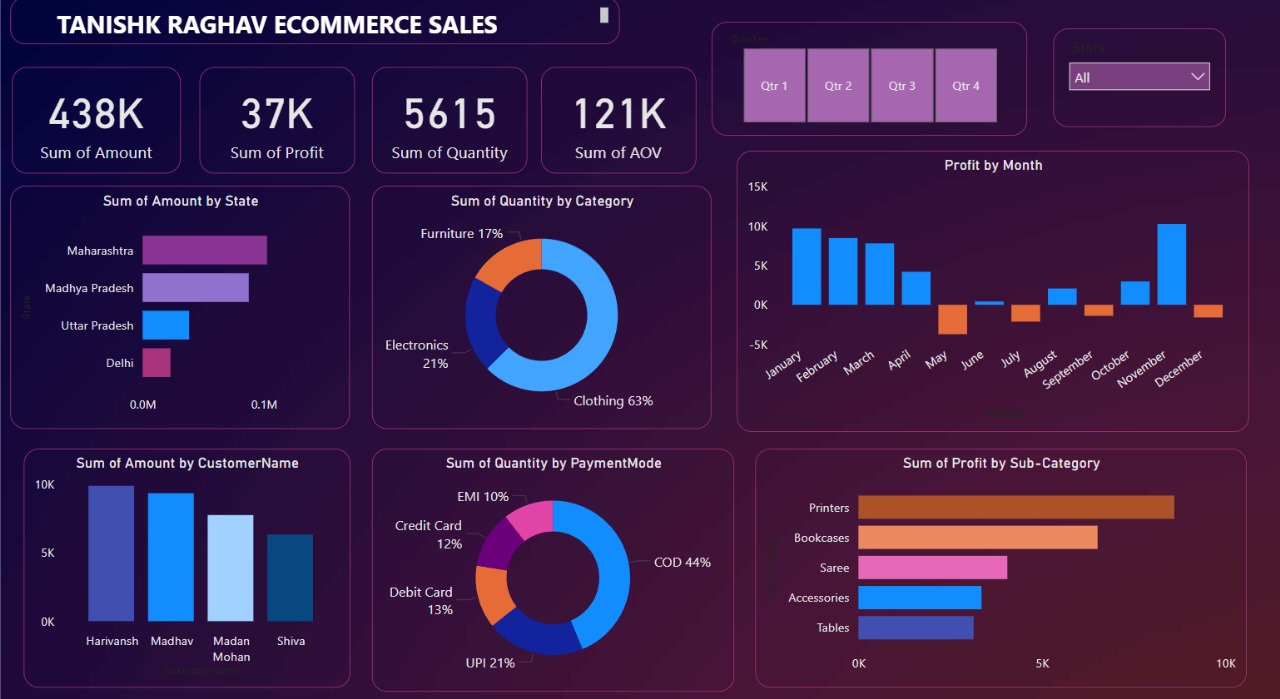 TANISHK RAGHAV ECOMMERCE SALES
Quarter
Qtr 1
Qtr 2
Qtr 3
Qtr 4
State
All
438K
Sum of Amount
37K
Sum of Profit
5615
Sum of Quantity
121K
Sum of AOV
Sum of Amount by State
State
Maharashtra
Madhya Pradesh
Uttar Pradesh
Delhi
0.0M
0.1M
Sum of Quantity by Category
Furniture 17%
Electronics
21%
Clothing 63%
Profit by Month
15K
10K
5K
0K
-5K
January
February
March
April
May
June
July
August
September
October
November
December
Month
Sum of Amount by CustomerName
10K
5K
0K
Harivansh
Madhav
Madan
Mohan
Shiva
CustomerName
Sum of Quantity by PaymentMode
EMI 10%
Credit Card
12%
Debit Card
13%
UPI 21%
COD 44%
Sum of Profit by Sub-Category
Printers
Bookcases
Saree
Accessories
Tables
0K
5K
10K